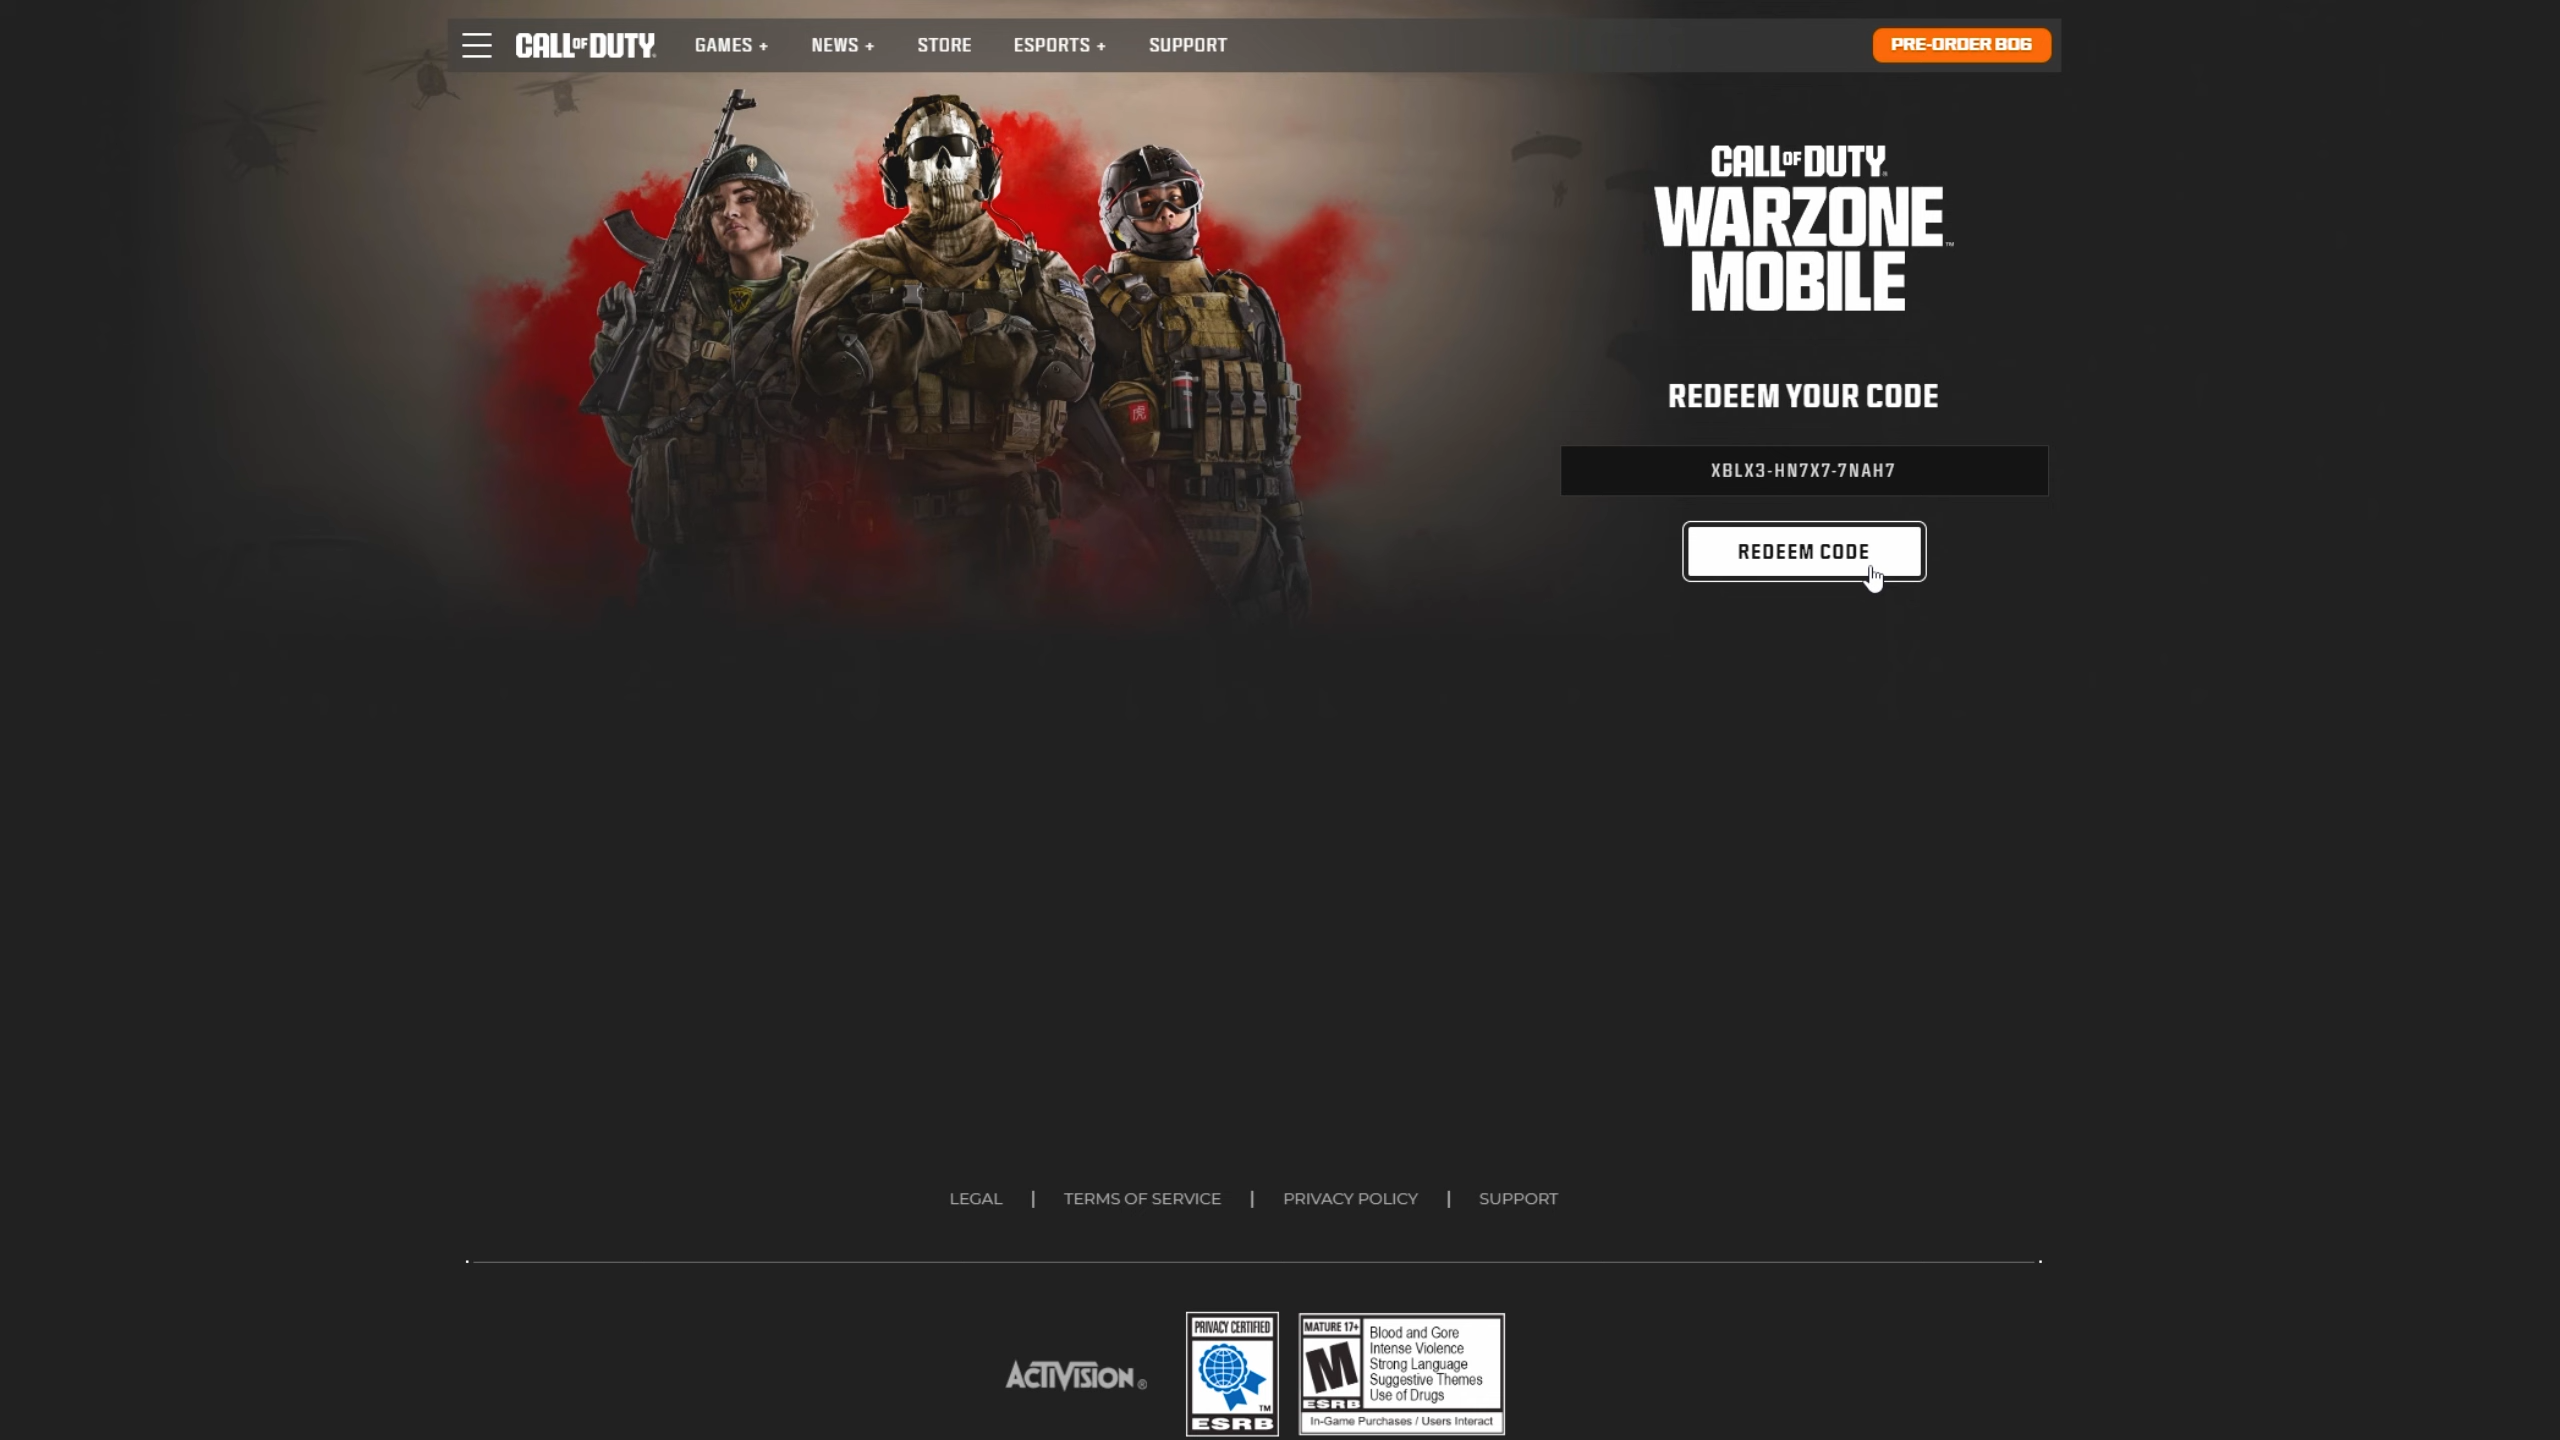 CALL OF DUTY
GAMES +
NEWS +
STORE
ESPORTS +
SUPPORT
PRE-ORDER BO6
CALL OF DUTY
WARZONE™
MOBILE
REDEEM YOUR CODE
XBLX3-HN7X7-7NAH7
REDEEM CODE
LEGAL | TERMS OF SERVICE | PRIVACY POLICY | SUPPORT
ACTIVISION®
PRIVACY CERTIFIED
TM
ESRB
MATURE 17+
M
ESRB
Blood and Gore
Intense Violence
Strong Language
Suggestive Themes
Use of Drugs
In-Game Purchases / Users Interact